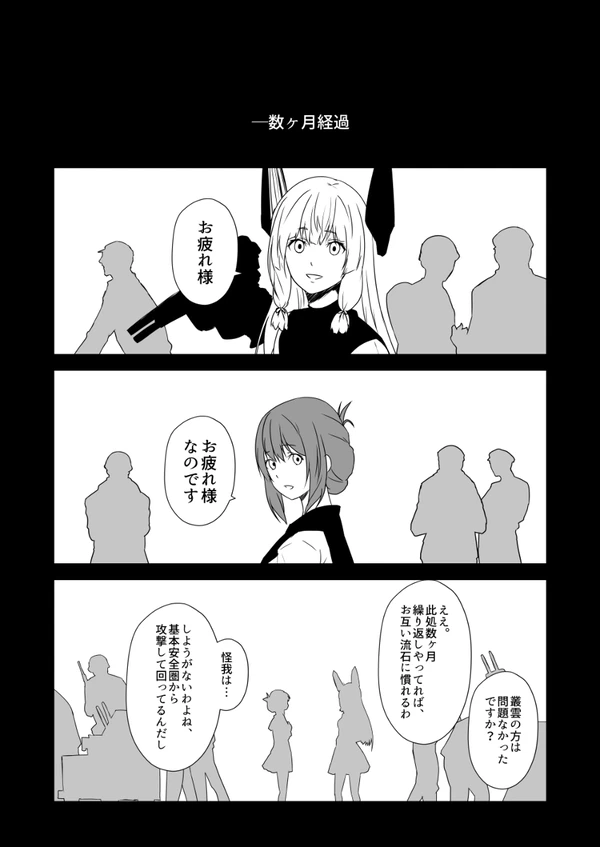 ―数ヶ月経過
お疲れ様
お疲れ様
なのです
叢雲の方は
問題なかった
ですか？
ええ。
此処数ヶ月
繰り返しやってれば、
お互い流石に慣れるわ
怪我は…
しようがないわよね、
基本安全圏から
攻撃して回ってるんだし